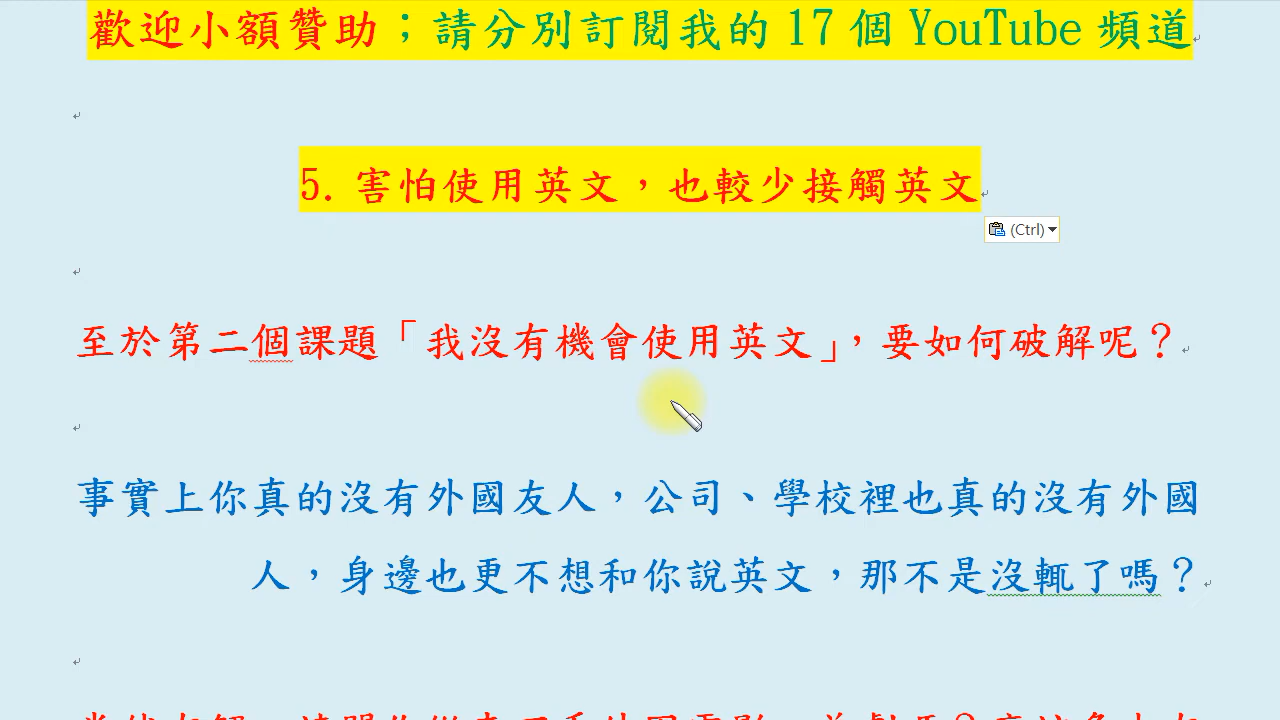 歡迎小額贊助；請分別訂閱我的 17 個 YouTube 頻道
5. 害怕使用英文，也較少接觸英文
(Ctrl)
至於第二個課題「我沒有機會使用英文」，要如何破解呢？
事實上你真的沒有外國友人，公司、學校裡也真的沒有外國
人，身邊也更不想和你說英文，那不是沒輒了嗎？